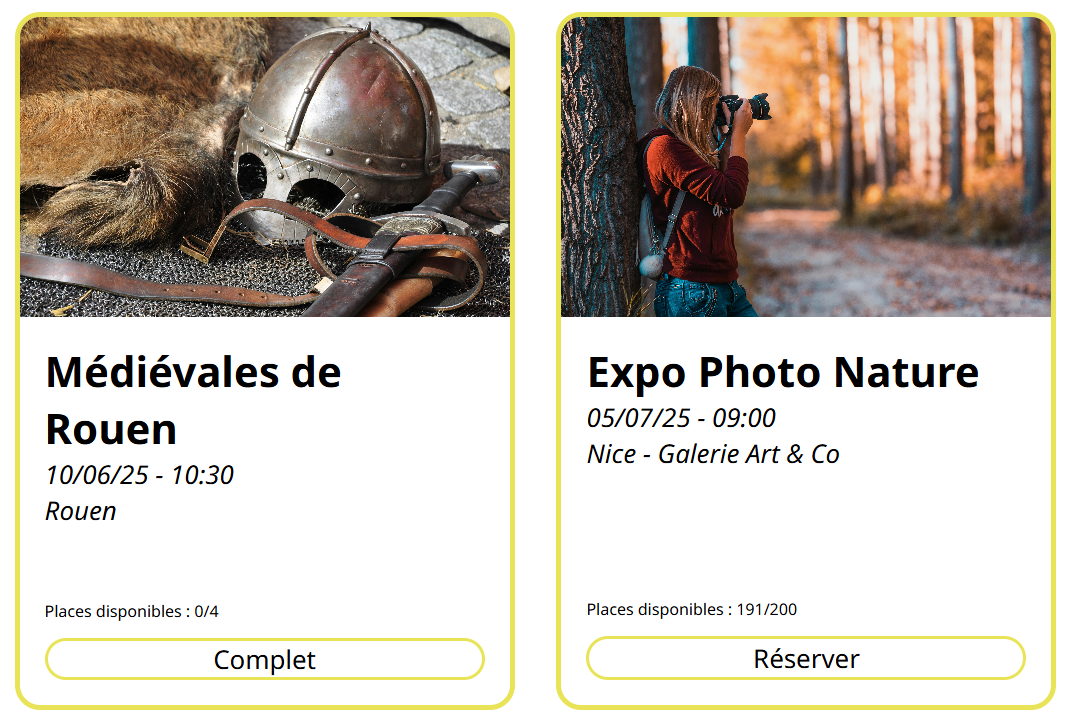 Médiévales de
Rouen
10/06/25 - 10:30
Rouen
Places disponibles : 0/4
Complet
Expo Photo Nature
05/07/25 - 09:00
Nice - Galerie Art & Co
Places disponibles : 191/200
Réserver